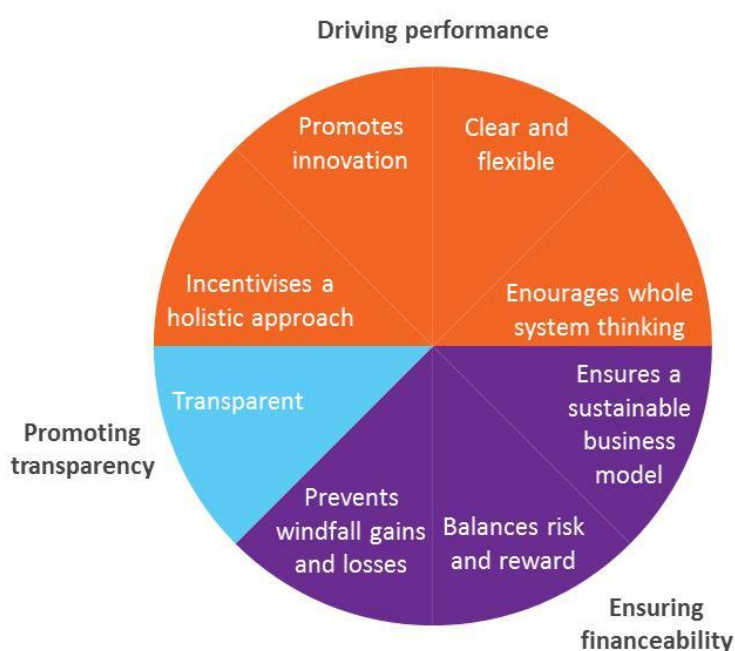 Driving performance
Promotes
innovation
Clear and
flexible
Incentivises a
holistic approach
Enourages whole
system thinking
Transparent
Ensures a
sustainable
business
model
Promoting
transparency
Prevents
windfall gains
and losses
Balances risk
and reward
Ensuring
financeability